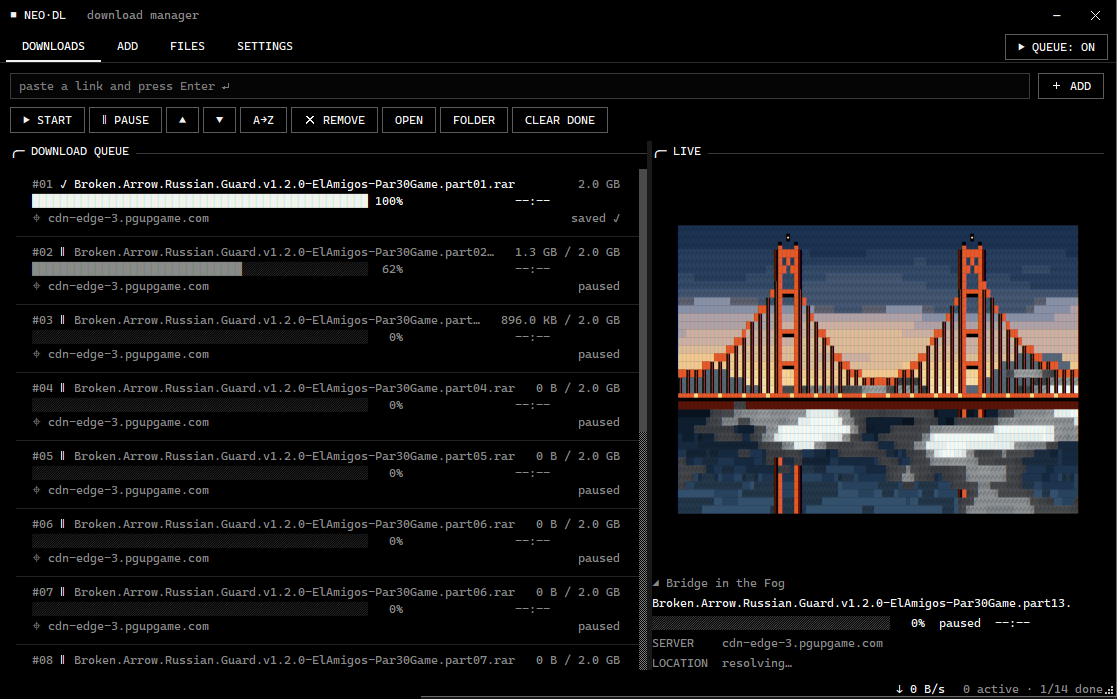 NEO·DL download manager
DOWNLOADS ADD FILES SETTINGS
QUEUE: ON
paste a link and press Enter ↵
+ ADD
START PAUSE ▲ ▼ A→Z ✕ REMOVE OPEN FOLDER CLEAR DONE
DOWNLOAD QUEUE
#01 ✓ Broken.Arrow.Russian.Guard.v1.2.0-ElAmigos-Par30Game.part01.rar 2.0 GB
100% --:--
cdn-edge-3.pgupgame.com saved ✓
#02 Broken.Arrow.Russian.Guard.v1.2.0-ElAmigos-Par30Game.part02… 1.3 GB / 2.0 GB
62% --:--
cdn-edge-3.pgupgame.com paused
#03 Broken.Arrow.Russian.Guard.v1.2.0-ElAmigos-Par30Game.part… 896.0 KB / 2.0 GB
0% --:--
cdn-edge-3.pgupgame.com paused
#04 Broken.Arrow.Russian.Guard.v1.2.0-ElAmigos-Par30Game.part04.rar 0 B / 2.0 GB
0% --:--
cdn-edge-3.pgupgame.com paused
#05 Broken.Arrow.Russian.Guard.v1.2.0-ElAmigos-Par30Game.part05.rar 0 B / 2.0 GB
0% --:--
cdn-edge-3.pgupgame.com paused
#06 Broken.Arrow.Russian.Guard.v1.2.0-ElAmigos-Par30Game.part06.rar 0 B / 2.0 GB
0% --:--
cdn-edge-3.pgupgame.com paused
#07 Broken.Arrow.Russian.Guard.v1.2.0-ElAmigos-Par30Game.part06.rar 0 B / 2.0 GB
0% --:--
cdn-edge-3.pgupgame.com paused
#08 Broken.Arrow.Russian.Guard.v1.2.0-ElAmigos-Par30Game.part07.rar 0 B / 2.0 GB
LIVE
Bridge in the Fog
Broken.Arrow.Russian.Guard.v1.2.0-ElAmigos-Par30Game.part13.
0% paused --:--
SERVER cdn-edge-3.pgupgame.com
LOCATION resolving…
↓ 0 B/s 0 active · 1/14 done